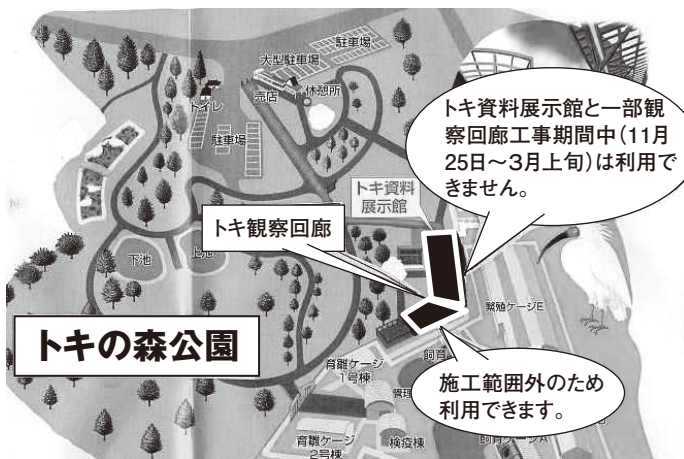 駐車場
大型駐車場
売店
休憩所
トイレ
駐車場
トキ資料展示館と一部観
察回廊工事期間中（11月
25日～3月上旬）は利用で
きません。
トキ資料
展示館
トキ観察回廊
下池
上池
繁殖ケージE
トキの森公園
育雛ケージ
1号棟
施工範囲外のため
利用できます。
育雛ケージ
2号棟
検疫棟